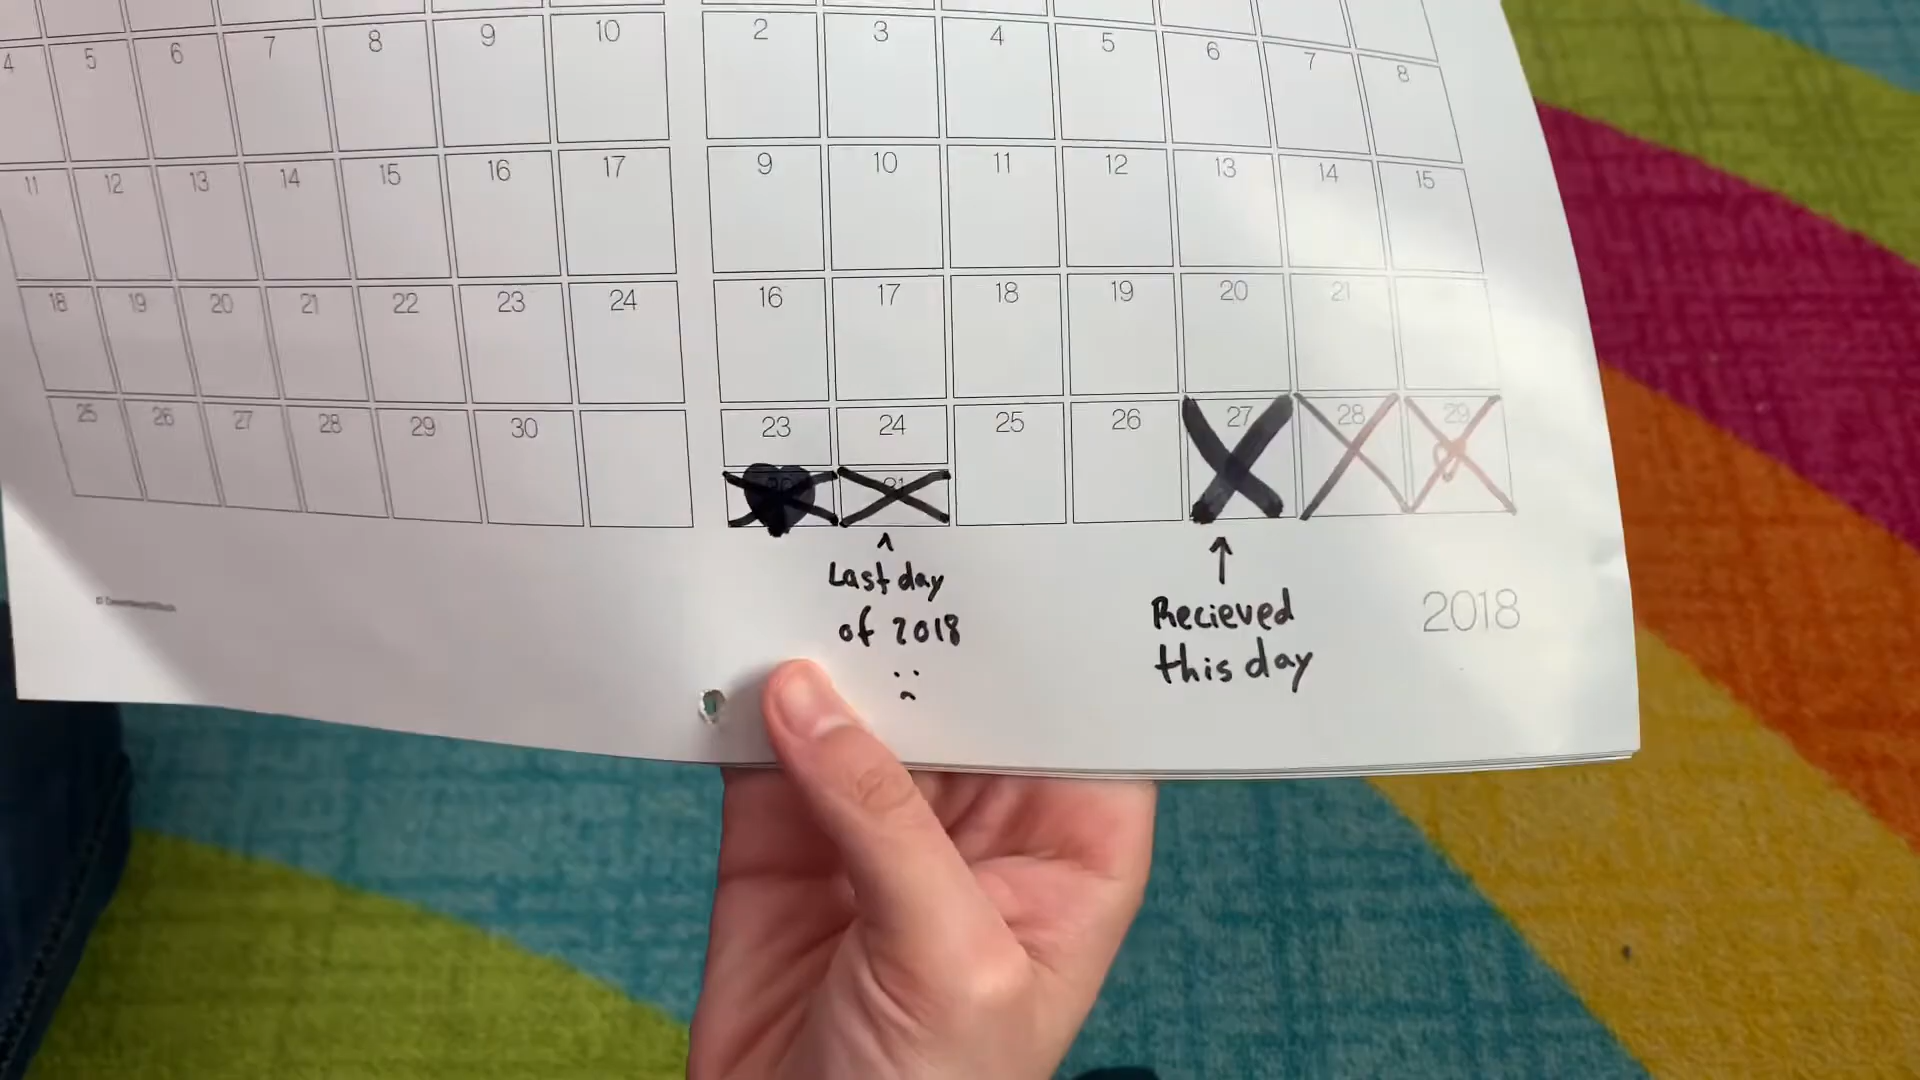 4 5 6 7 8 9 10
11 12 13 14 15 16 17
18 19 20 21 22 23 24
25 26 27 28 29 30
2 3 4 5 6 7 8
9 10 11 12 13 14 15
16 17 18 19 20 21
23 24 25 26 27 28 29
30 31
Last day
of 2018
:(
Recieved
this day
2018